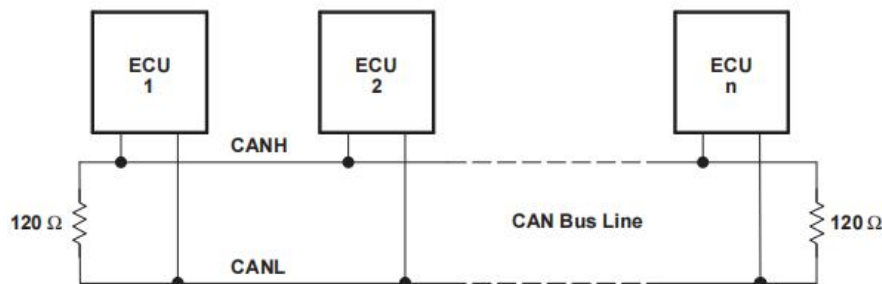 ECU
1
ECU
2
ECU
n
CANH
120 Ω
CAN Bus Line
120 Ω
CANL